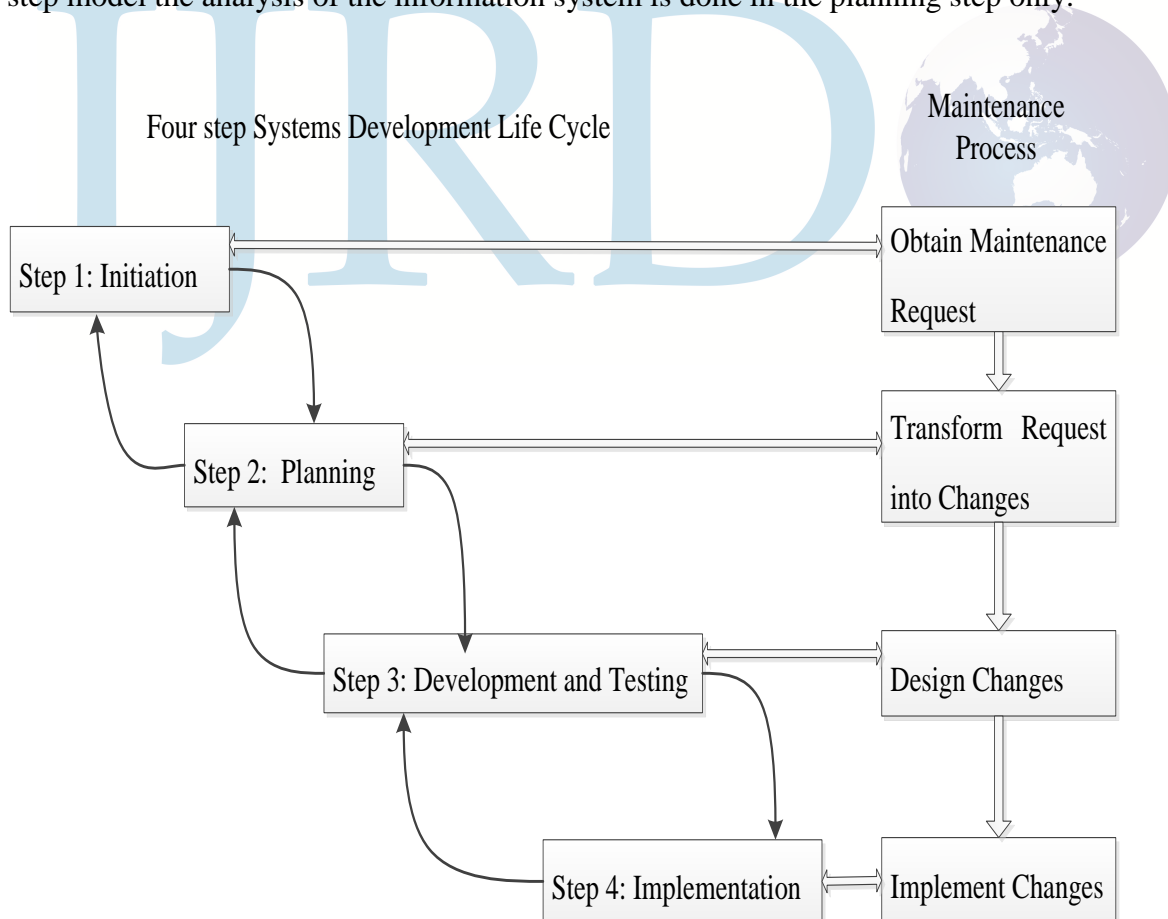 step model the analysis of the information system is done in the planning step only.
IJRD
Four step Systems Development Life Cycle
Maintenance
Process
Step 1: Initiation
Obtain Maintenance
Request
Step 2: Planning
Transform Request
into Changes
Step 3: Development and Testing
Design Changes
Step 4: Implementation
Implement Changes